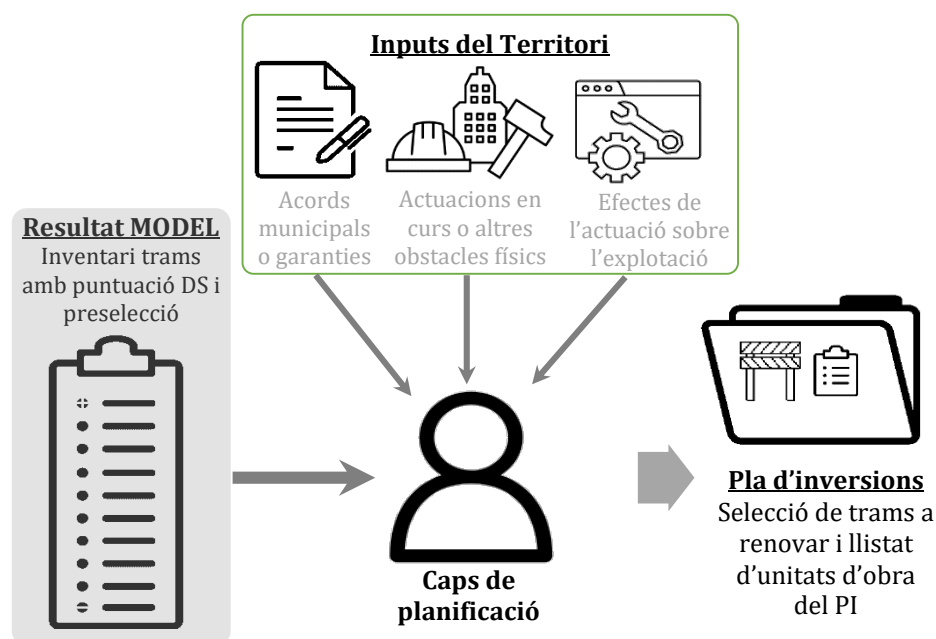 Inputs del Territori
Acords
municipals
o garanties
Actuacions en
curs o altres
obstacles físics
Efectes de
l’actuació sobre
l’explotació
Resultat MODEL
Inventari trams
amb puntuació DS i
preselecció
Caps de
planificació
Pla d’inversions
Selecció de trams a
renovar i llistat
d’unitats d’obra
del PI